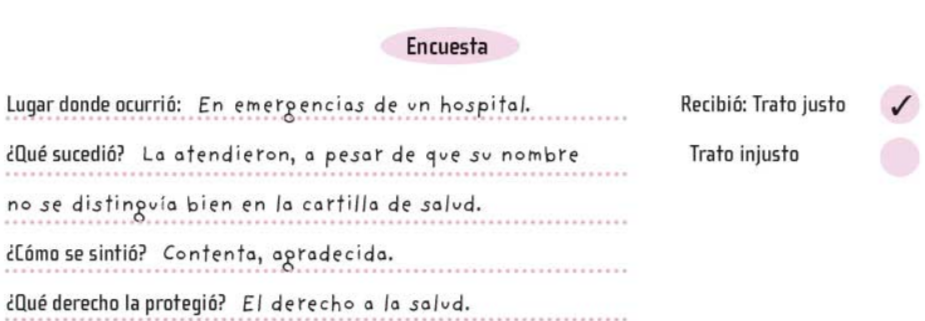 Encuesta
Lugar donde ocurrió: En emergencias de un hospital.
Recibió: Trato justo ✓
¿Qué sucedió? La atendieron, a pesar de que su nombre
Trato injusto
no se distinguía bien en la cartilla de salud.
¿Cómo se sintió? Contenta, agradecida.
¿Qué derecho la protegió? El derecho a la salud.